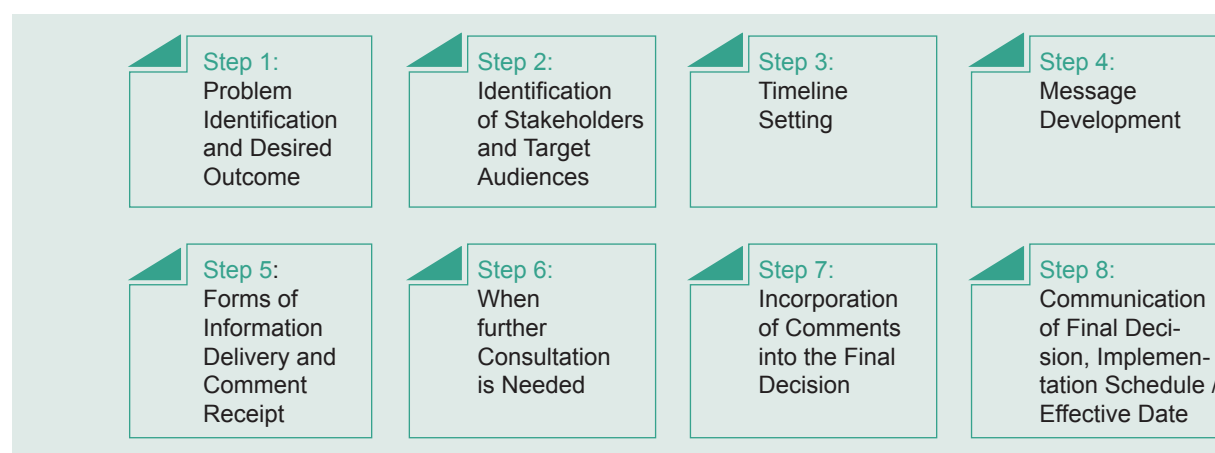 Step 1:
Problem
Identification
and Desired
Outcome
Step 2:
Identification
of Stakeholders
and Target
Audiences
Step 3:
Timeline
Setting
Step 4:
Message
Development
Step 5:
Forms of
Information
Delivery and
Comment
Receipt
Step 6:
When
further
Consultation
is Needed
Step 7:
Incorporation
of Comments
into the Final
Decision
Step 8:
Communication
of Final Deci-
sion, Implemen-
tation Schedule /
Effective Date